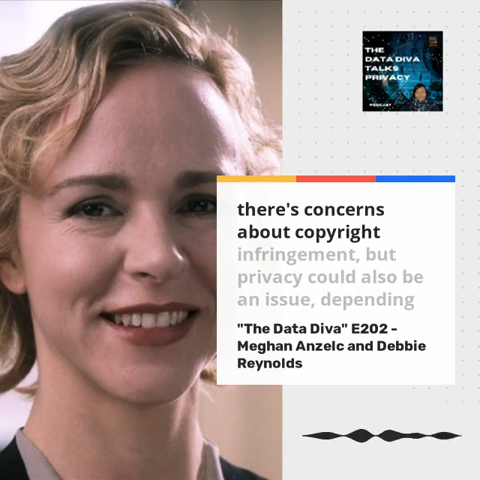 THE
DATA DIVA
TALKS
PRIVACY
PODCAST
there's concerns
about copyright
infringement, but
privacy could also be
an issue, depending
"The Data Diva" E202 -
Meghan Anzelc and Debbie
Reynolds